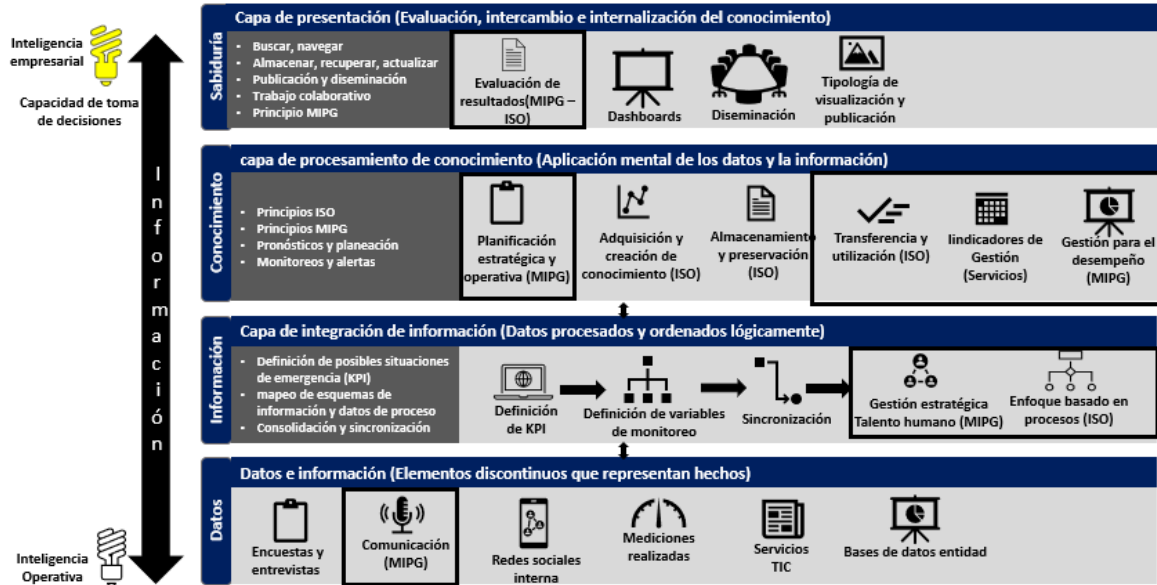 Inteligencia
empresarial
Capacidad de toma
de decisiones
Información
Inteligencia
Operativa
Sabiduría
Capa de presentación (Evaluación, intercambio e internalización del conocimiento)
- Buscar, navegar
- Almacenar, recuperar, actualizar
- Publicación y diseminación
- Trabajo colaborativo
- Principio MIPG
Evaluación de
resultados(MIPG –
ISO)
Dashboards
Diseminación
Tipología de
visualización y
publicación
Conocimiento
capa de procesamiento de conocimiento (Aplicación mental de los datos y la información)
- Principios ISO
- Principios MIPG
- Pronósticos y planeación
- Monitoreos y alertas
Planificación
estratégica y
operativa (MIPG)
Adquisición y
creación de
conocimiento (ISO)
Almacenamiento
y preservación
(ISO)
Transferencia y
utilización (ISO)
Iindicadores de
Gestión
(Servicios)
Gestión para el
desempeño
(MIPG)
Información
Capa de integración de información (Datos procesados y ordenados lógicamente)
- Definición de posibles situaciones
de emergencia (KPI)
- mapeo de esquemas de
información y datos de proceso
- Consolidación y sincronización
Definición
de KPI
Definición de variables
de monitoreo
Sincronización
Gestión estratégica
Talento humano (MIPG)
Enfoque basado en
procesos (ISO)
Datos
Datos e información (Elementos discontinuos que representan hechos)
Encuestas y
entrevistas
Comunicación
(MIPG)
Redes sociales
interna
Mediciones
realizadas
Servicios
TIC
Bases de datos entidad